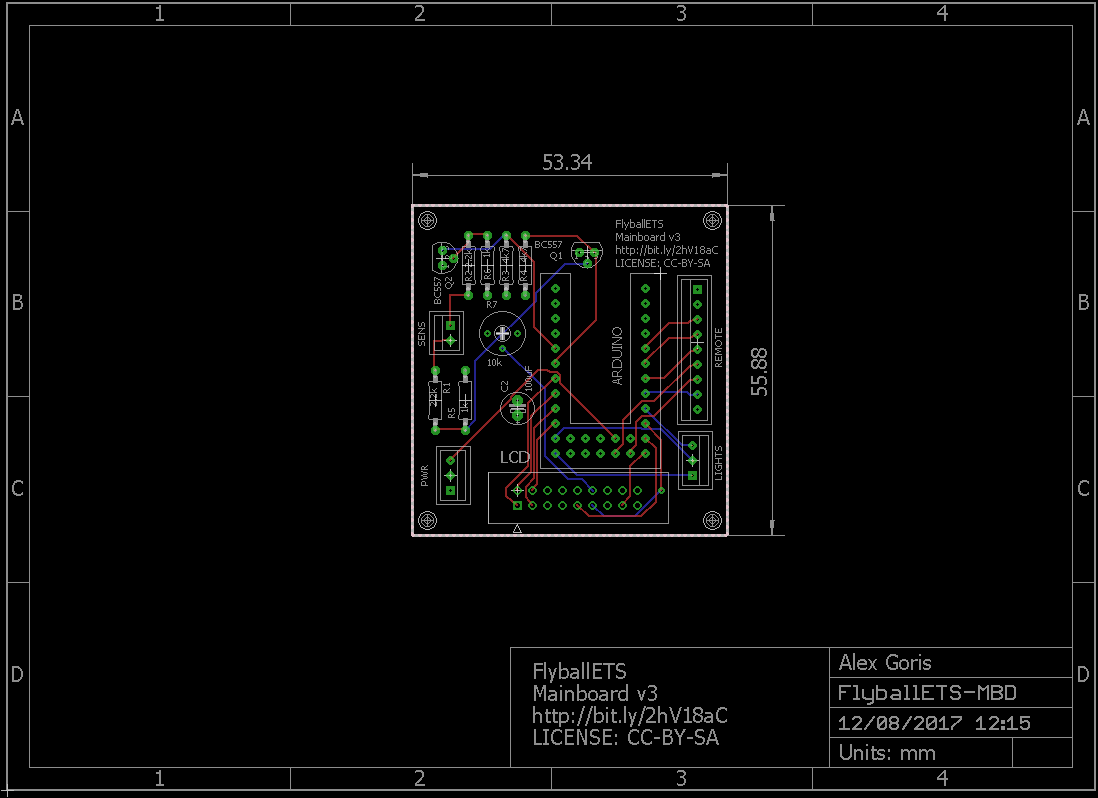 1 2 3 4
A A
53.34
FlyballETS
Mainboard v3
http://bit.ly/2hV18aC
LICENSE: CC-BY-SA
BC557
Q1
BC557
Q2
R2
2.2k
R6
1k
R3
R4
B B
R7
10k
SENS
ARDUINO
REMOTE
55.88
100uF
C2
R1
2.2k
R5
1k
LCD
PWR
LIGHTS
C C
D D
FlyballETS
Mainboard v3
http://bit.ly/2hV18aC
LICENSE: CC-BY-SA
Alex Goris
FlyballETS-MBD
12/08/2017 12:15
Units: mm
1 2 3 4